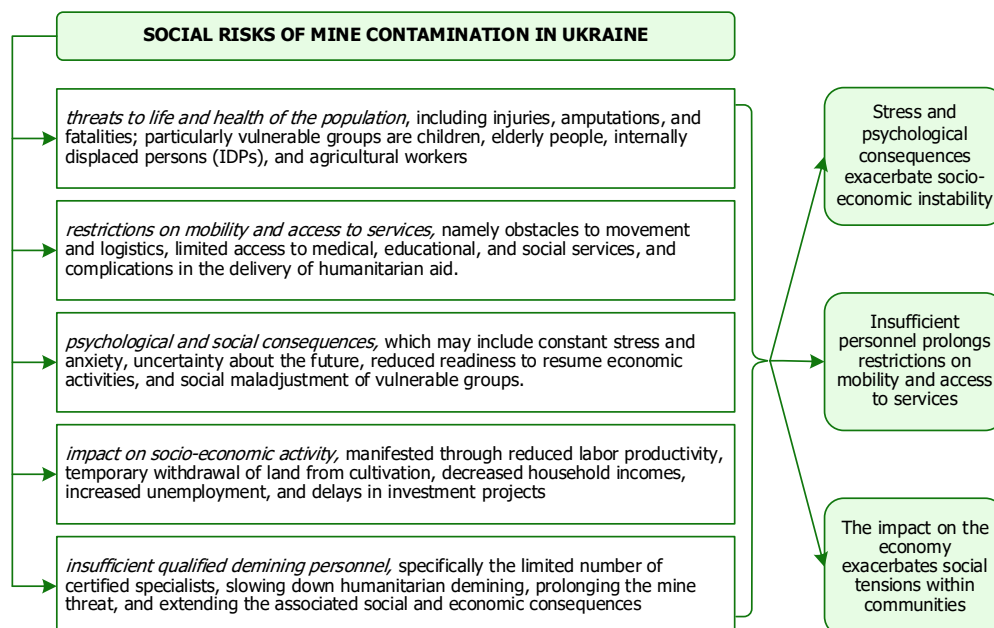 SOCIAL RISKS OF MINE CONTAMINATION IN UKRAINE
threats to life and health of the population, including injuries, amputations, and
fatalities; particularly vulnerable groups are children, elderly people, internally
displaced persons (IDPs), and agricultural workers
restrictions on mobility and access to services, namely obstacles to movement
and logistics, limited access to medical, educational, and social services, and
complications in the delivery of humanitarian aid.
psychological and social consequences, which may include constant stress and
anxiety, uncertainty about the future, reduced readiness to resume economic
activities, and social maladjustment of vulnerable groups.
impact on socio-economic activity, manifested through reduced labor productivity,
temporary withdrawal of land from cultivation, decreased household incomes,
increased unemployment, and delays in investment projects
insufficient qualified demining personnel, specifically the limited number of
certified specialists, slowing down humanitarian demining, prolonging the mine
threat, and extending the associated social and economic consequences
Stress and
psychological
consequences
exacerbate socio-
economic instability
Insufficient
personnel prolongs
restrictions on
mobility and access
to services
The impact on the
economy
exacerbates social
tensions within
communities